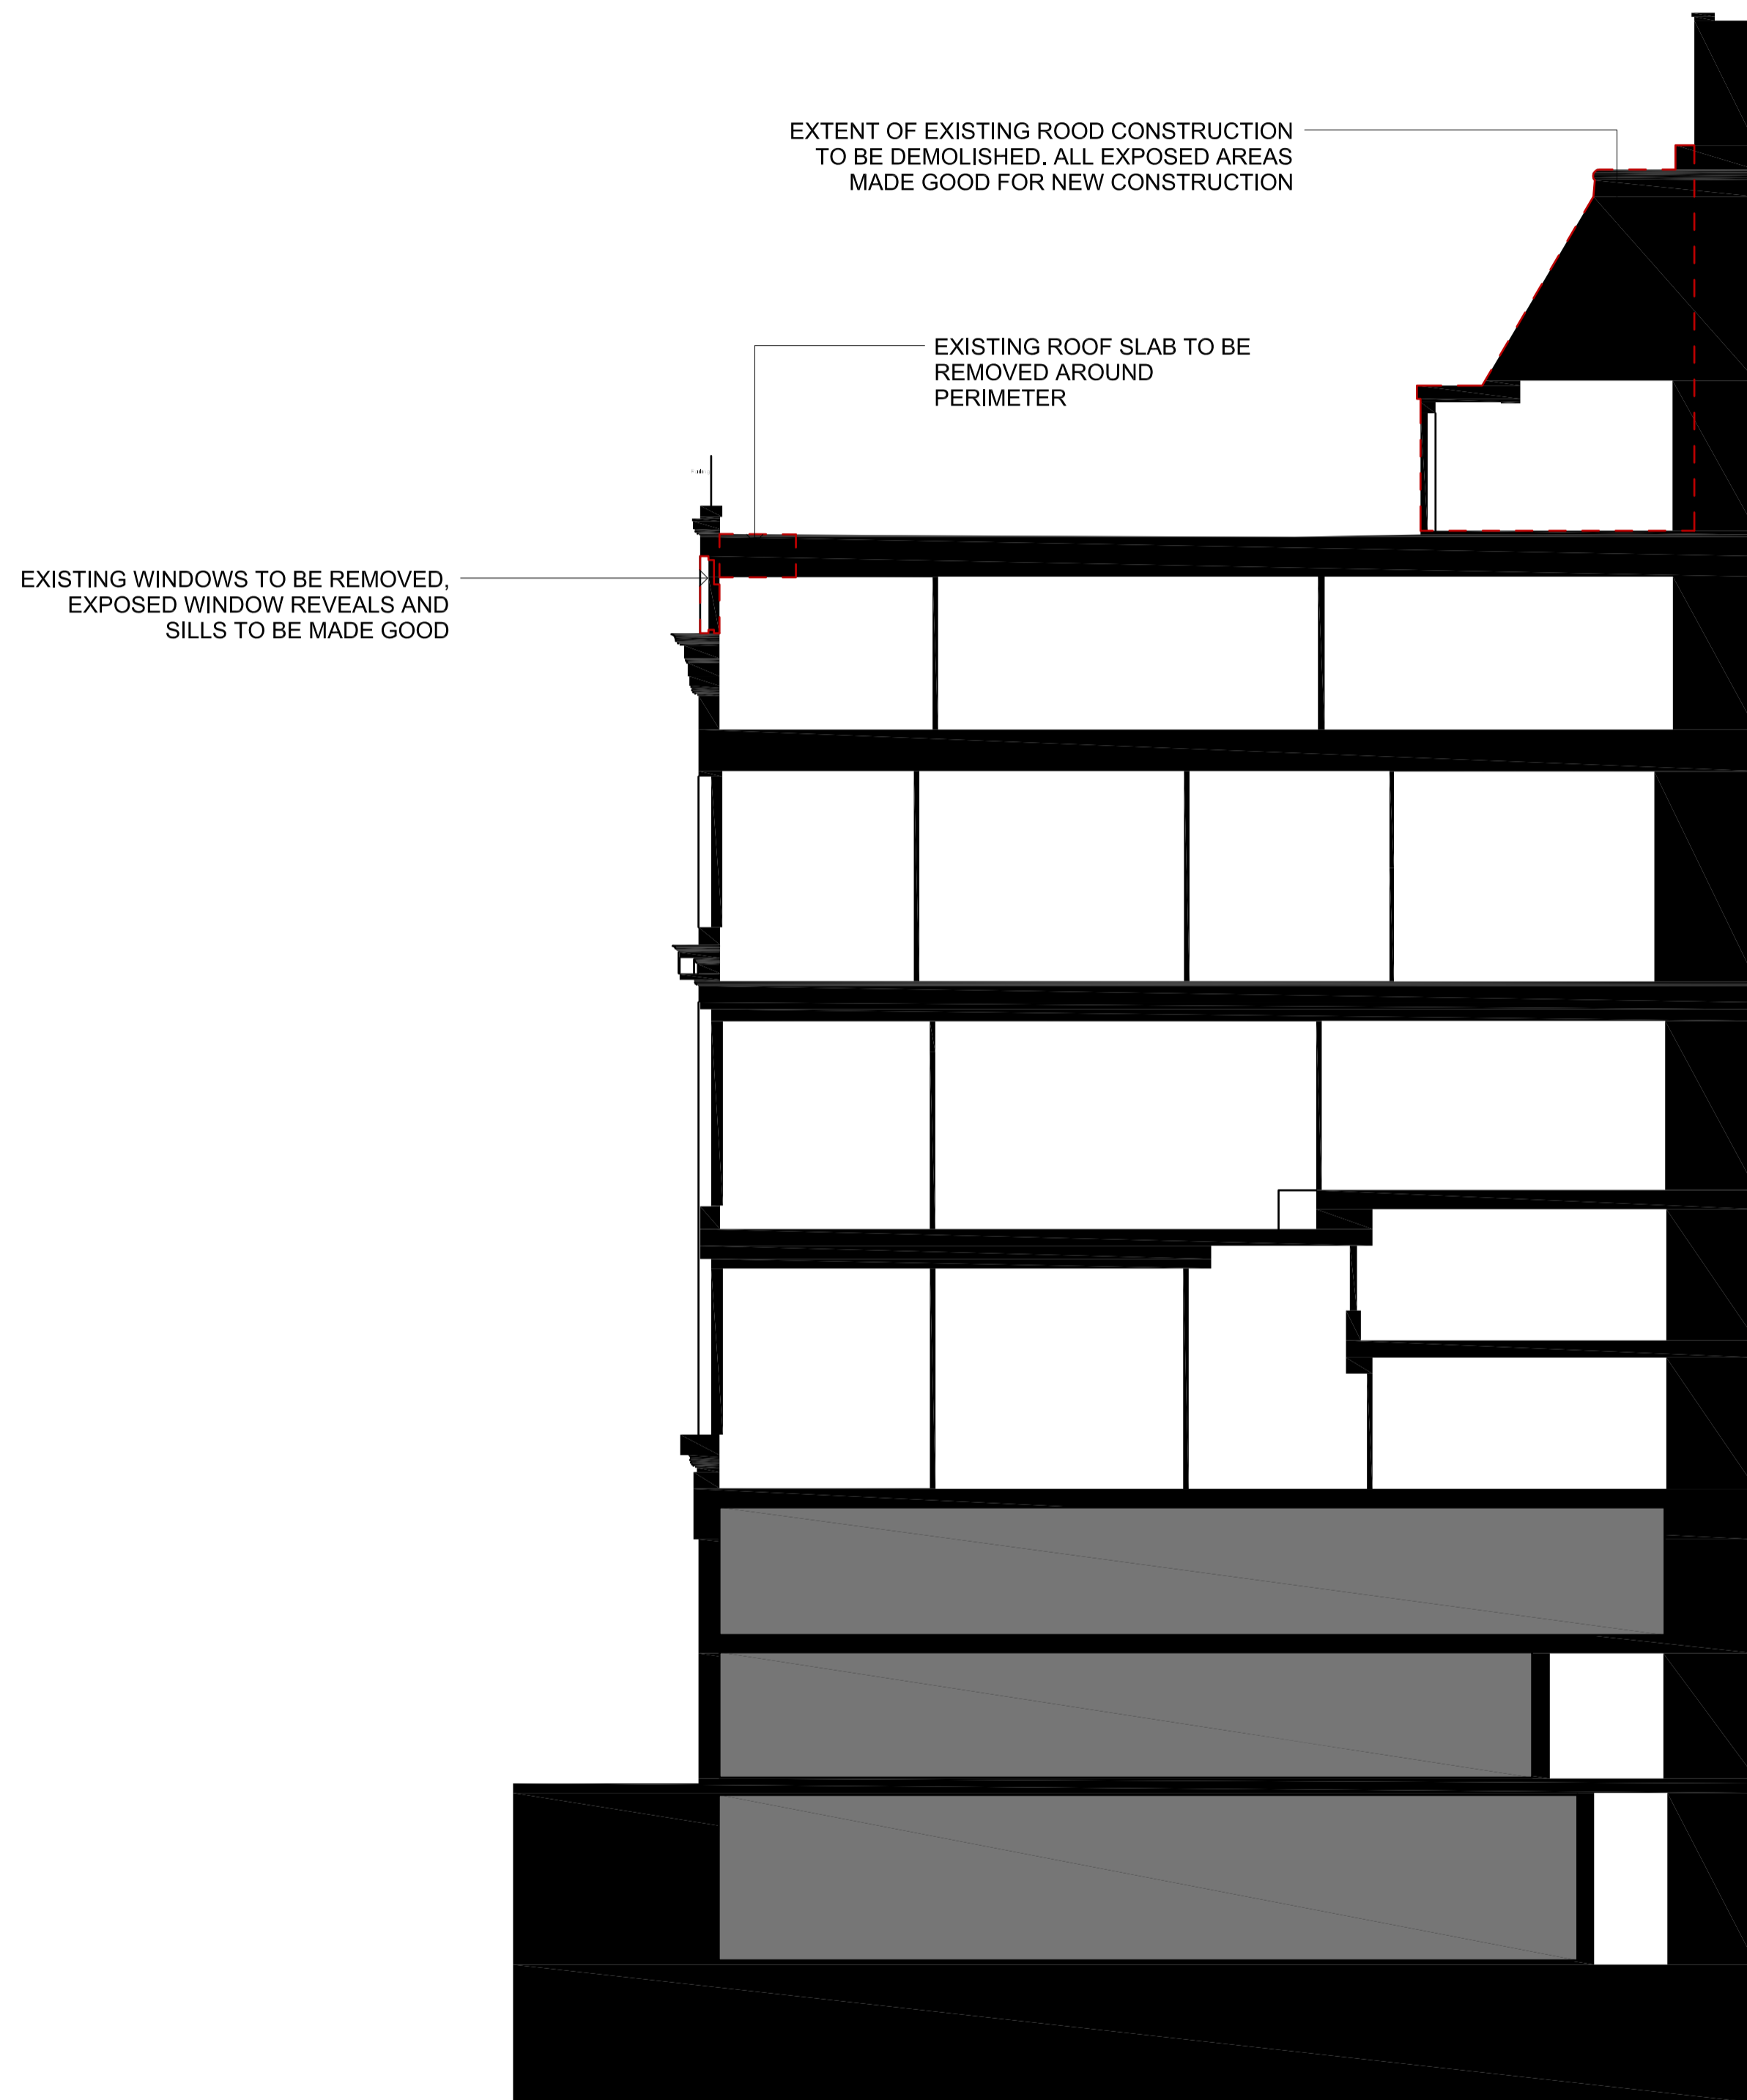 EXTENT OF EXISTING ROOD CONSTRUCTION
TO BE DEMOLISHED. ALL EXPOSED AREAS
MADE GOOD FOR NEW CONSTRUCTION
EXISTING ROOF SLAB TO BE
REMOVED AROUND
PERIMETER
EXISTING WINDOWS TO BE REMOVED,
EXPOSED WINDOW REVEALS AND
SILLS TO BE MADE GOOD